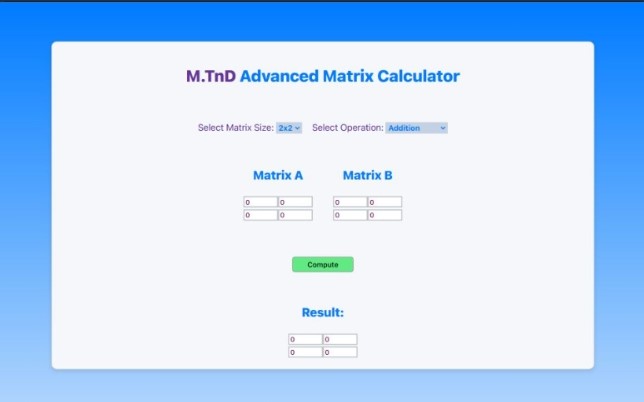 M.TnD Advanced Matrix Calculator
Select Matrix Size: 2x2 Select Operation: Addition
Matrix A Matrix B
0 0 0 0
0 0 0 0
Compute
Result:
0 0
0 0